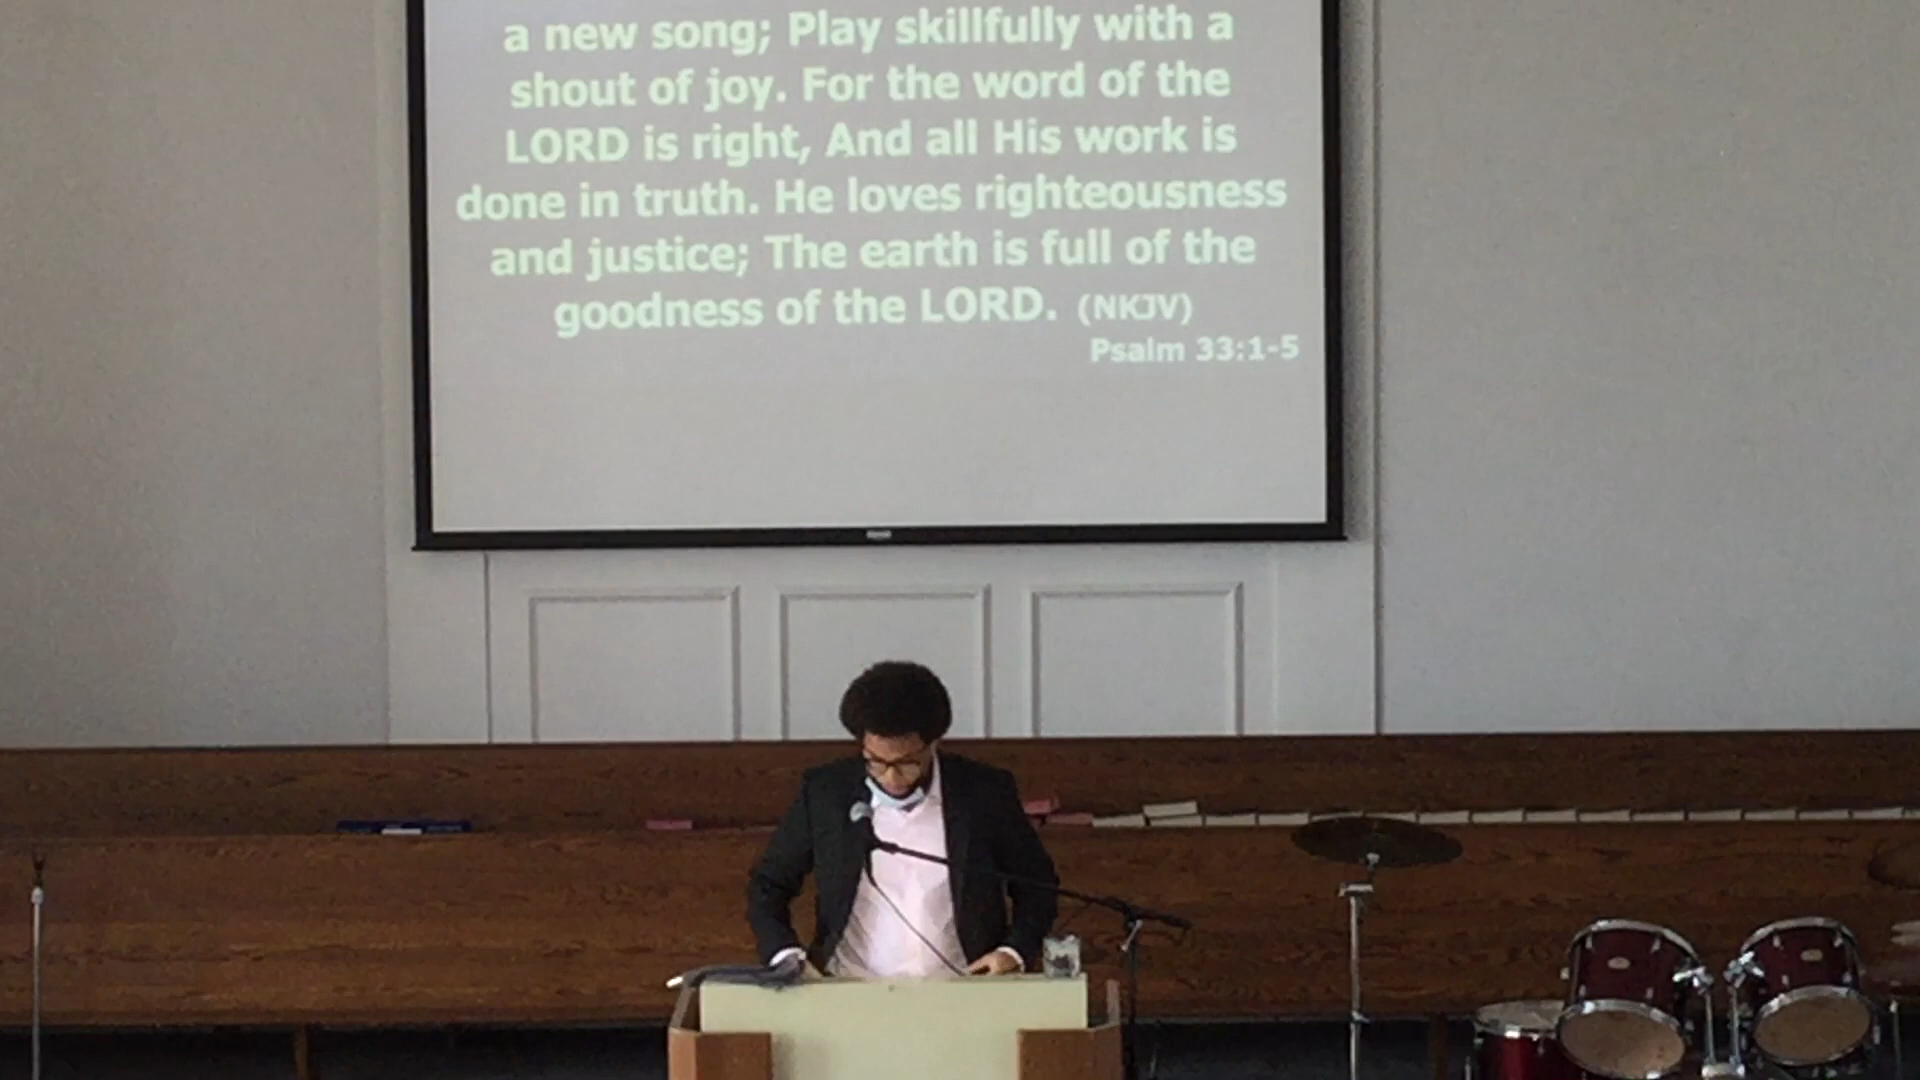 a new song; Play skillfully with a
shout of joy. For the word of the
LORD is right, And all His work is
done in truth. He loves righteousness
and justice; The earth is full of the
goodness of the LORD. (NKJV)
Psalm 33:1-5